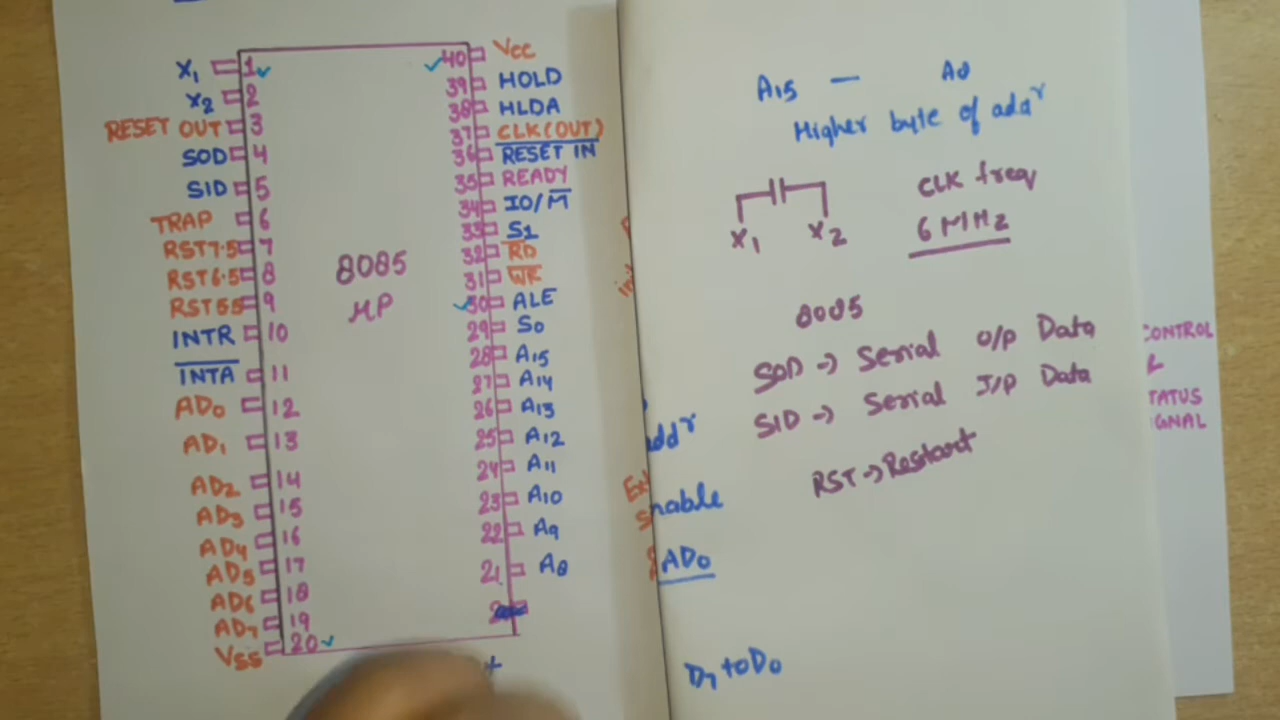 X1 1 40 Vcc
X2 2 39 HOLD
RESET OUT 3 38 HLDA
SOD 4 37 CLK(OUT)
SID 5 36 RESET IN
TRAP 6 35 READY
RST7.5 7 34 IO/M
RST6.5 8 33 S1
RST5.5 9 32 RD
INTR 10 31 WR
INTA 11 30 ALE
AD0 12 29 S0
AD1 13 28 A15
AD2 14 27 A14
AD3 15 26 A13
AD4 16 25 A12
AD5 17 24 A11
AD6 18 23 A10
AD7 19 22 A9
Vss 20 21 A8
8085
μP
A15 — A8
Higher byte of addr
X1 X2
CLK freq
6 MHz
8085
SOD → Serial O/P Data
SID → Serial I/P Data
RST → Restart
addr
nable
AD0
D7 to D0
CONTROL
&
TATUS
IGNAL